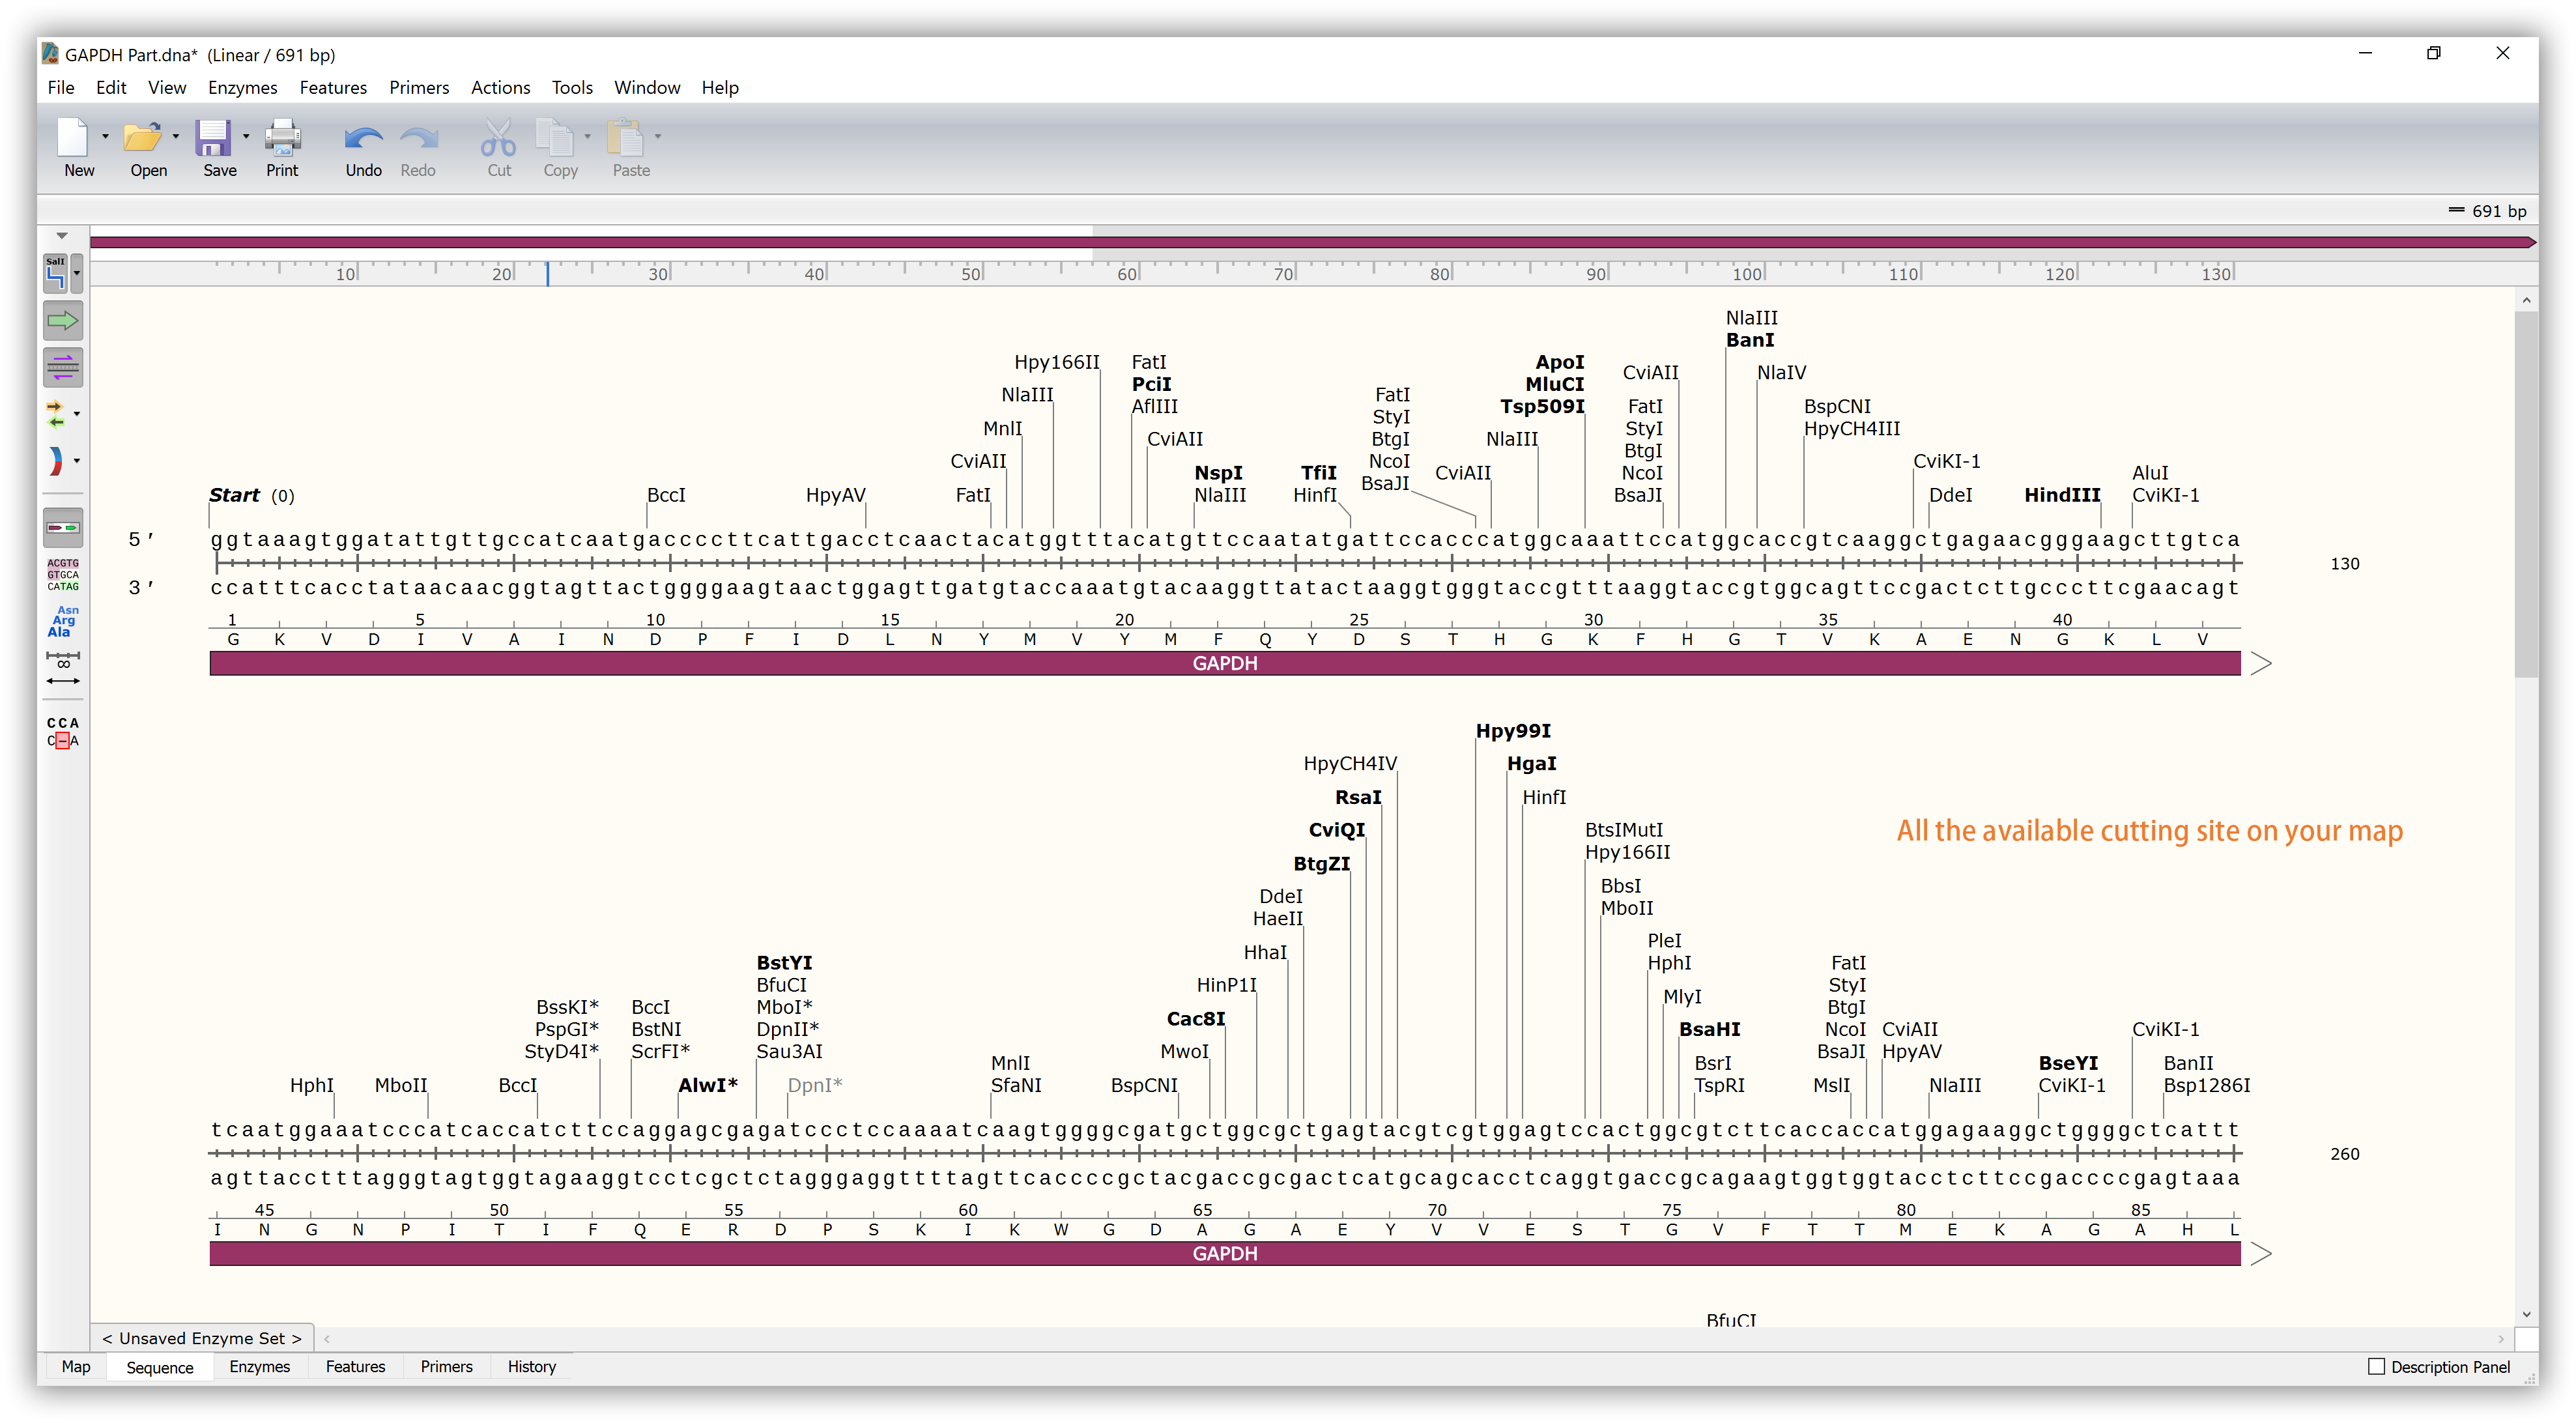 GAPDH Part.dna* (Linear / 691 bp)
File Edit View Enzymes Features Primers Actions Tools Window Help
New Open Save Print Undo Redo Cut Copy Paste
691 bp
SalI
10 20 30 40 50 60 70 80 90 100 110 120 130
NlaIII
BanI
Hpy166II FatI ApoI
PciI MluCI CviAII NlaIV
NlaIII AflIII FatI Tsp509I FatI BspCNI
StyI StyI HpyCH4III
MnlI CviAII BtgI NlaIII BtgI
CviAII NspI TfiI NcoI CviAII NcoI CviKI-1 AluI
Start (0) BccI HpyAV FatI NlaIII HinfI BsaJI BsaJI DdeI HindIII CviKI-1
5 ′ ggtaaagtggatattgttgccatcaatgaccccttcattgacctcaactacatggtttacatgttccaatatgattccacccatggcaaattccatggcaccgtcaaggctgagaacgggaagcttgtca
130
3 ′ ccatttcacctataacaacggtagttactggggaagtaactggagttgatgtaccaaatgtacaaggttatactaaggtgggtaccgtttaaggtaccgtggcagttccgactcttgcccttcgaacagt
1 5 10 15 20 25 30 35 40
G K V D I V A I N D P F I D L N Y M V Y M F Q Y D S T H G K F H G T V K A E N G K L V
GAPDH
Hpy99I
HpyCH4IV HgaI
RsaI HinfI
CviQI BtsIMutI
Hpy166II
All the available cutting site on your map
BtgZI BbsI
DdeI MboII
HaeII PleI
HhaI HphI
BstYI FatI
BfuCI HinP1I MlyI StyI
BssKI* BccI MboI* BtgI
PspGI* BstNI DpnII* Cac8I BsaHI NcoI CviAII CviKI-1
StyD4I* ScrFI* Sau3AI MwoI BsrI BsaJI HpyAV BseYI BanII
HphI MboII BccI AlwI* DpnI* MnlI SfaNI BspCNI TspRI MslI NlaIII CviKI-1 Bsp1286I
tcaatggaaatcccatcaccatcttccaggagcgagatccctccaaaatcaagtggggcgatgctggcgctgagtacgtcgtggagtccactggcgtcttcaccaccatggagaaggctggggctcattt
260
agttacctttagggtagtggtagaaggtcctcgctctagggaggttttagttcaccccgctacgaccgcgactcatgcagcacctcaggtgaccgcagaagtggtggtacctcttccgaccccgagtaaa
45 50 55 60 65 70 75 80 85
I N G N P I T I F Q E R D P S K I K W G D A G A E Y V V E S T G V F T T M E K A G A H L
GAPDH
BfuCI
< Unsaved Enzyme Set >
Map Sequence Enzymes Features Primers History Description Panel
ACGTG
GTGCA
CATAG
Asn
Arg
Ala
∞
CCA
C–A